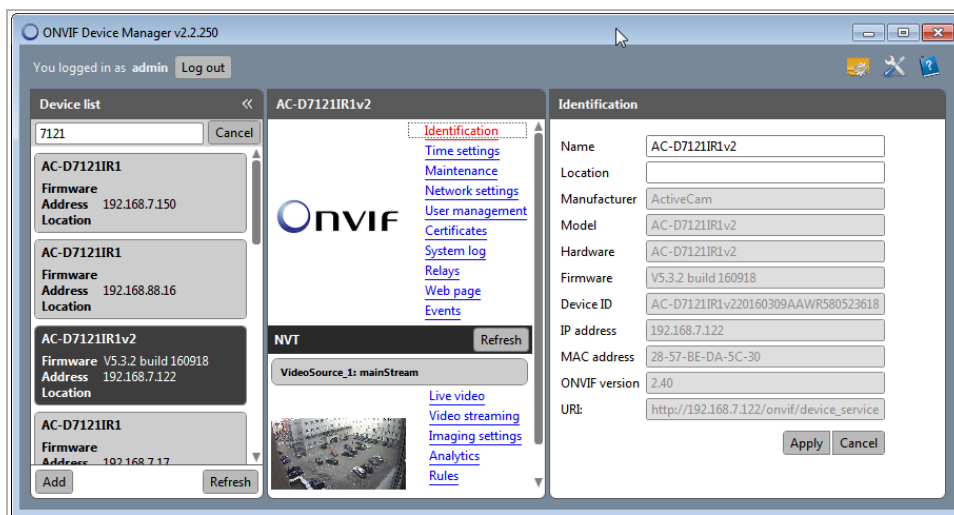 ONVIF Device Manager v2.2.250
You logged in as admin Log out
Device list «
7121 Cancel
AC-D7121IR1
Firmware
Address 192.168.7.150
Location
AC-D7121IR1
Firmware
Address 192.168.88.16
Location
AC-D7121IR1v2
Firmware V5.3.2 build 160918
Address 192.168.7.122
Location
AC-D7121IR1
Firmware
Address 192.168.7.17
Add Refresh
AC-D7121IR1v2
ONVIF
Identification
Time settings
Maintenance
Network settings
User management
Certificates
System log
Relays
Web page
Events
NVT Refresh
VideoSource_1: mainStream
Live video
Video streaming
Imaging settings
Analytics
Rules
Identification
Name AC-D7121IR1v2
Location
Manufacturer ActiveCam
Model AC-D7121IR1v2
Hardware AC-D7121IR1v2
Firmware V5.3.2 build 160918
Device ID AC-D7121IR1v220160309AAWR580523618
IP address 192.168.7.122
MAC address 28-57-BE-DA-5C-30
ONVIF version 2.40
URI: http://192.168.7.122/onvif/device_service
Apply Cancel